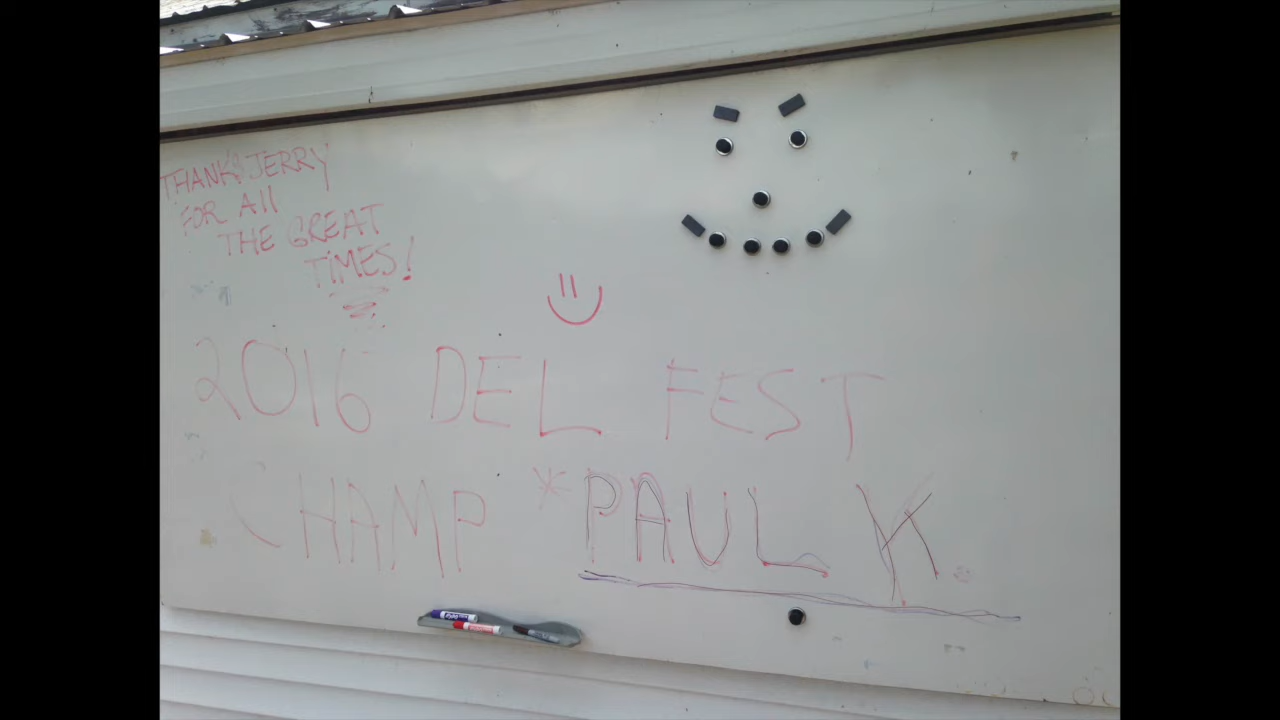 THANKS JERRY
FOR All
THE GREAT
TIMES!
2016 DEL FEST
CHAMP *PAUL K.